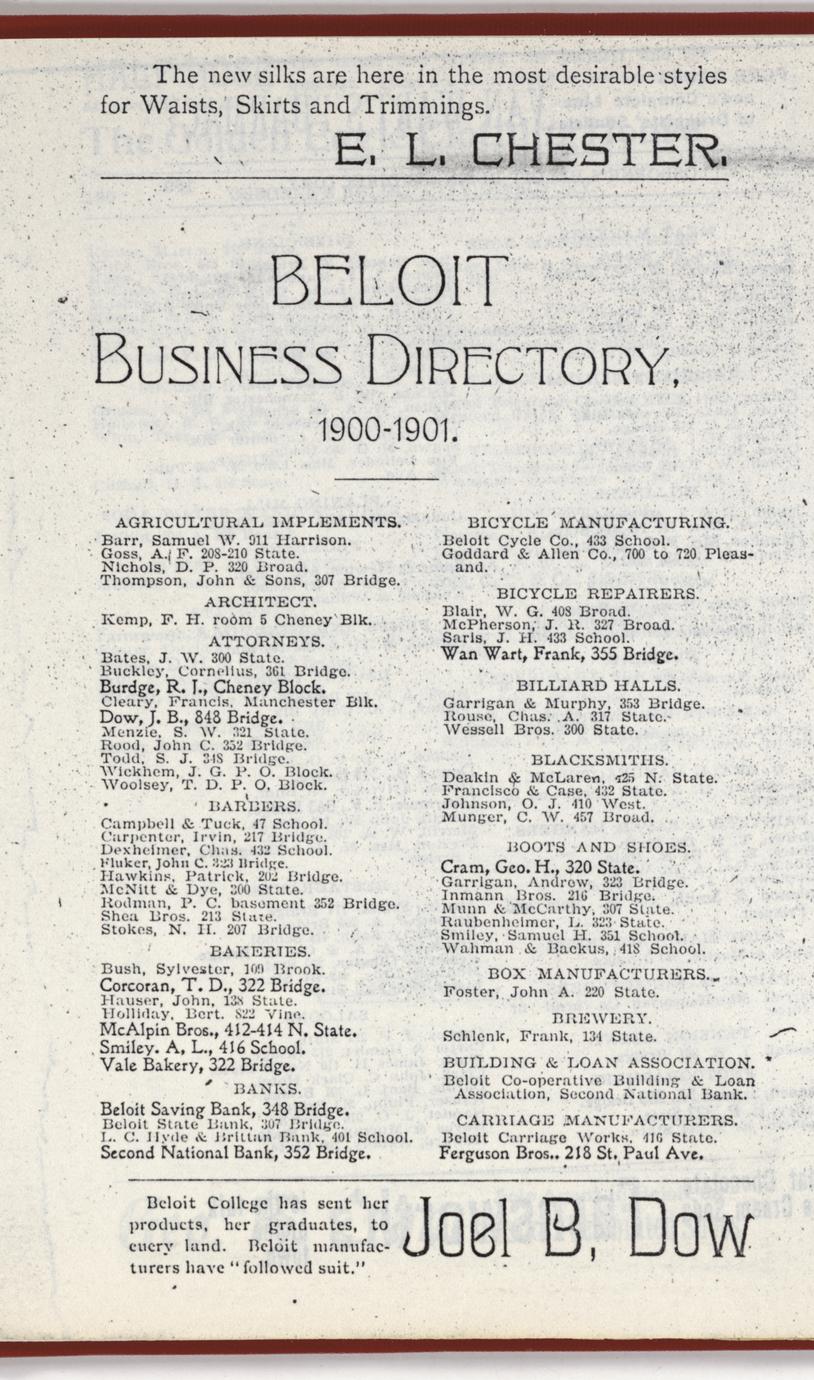 The new silks are here in the most desirable styles
for Waists, Skirts and Trimmings.
E. L. CHESTER.
BELOIT
BUSINESS DIRECTORY,
1900-1901.
AGRICULTURAL IMPLEMENTS.
Barr, Samuel W. 911 Harrison.
Goss, A. F. 208-210 State.
Nichols, D. P. 320 Broad.
Thompson, John & Sons, 307 Bridge.
ARCHITECT.
Kemp, F. H. room 5 Cheney Blk.
ATTORNEYS.
Bates, J. W. 300 State.
Buckley, Cornelius, 361 Bridge.
Burdge, R. J., Cheney Block.
Cleary, Francis, Manchester Blk.
Dow, J. B., 348 Bridge.
Menzie, S. W. 321 State.
Rood, John C. 352 Bridge.
Todd, S. J. 348 Bridge.
Wickhem, J. G. P. O. Block.
Woolsey, T. D. P. O. Block.
BARBERS.
Campbell & Tuck, 47 School.
Carpenter, Irvin, 217 Bridge.
Dexheimer, Chas. 432 School.
Fluker, John C. 323 Bridge.
Hawkins, Patrick, 202 Bridge.
McNitt & Dye, 300 State.
Rodman, P. C. basement 352 Bridge.
Shea Bros. 213 State.
Stokes, N. H. 207 Bridge.
BAKERIES.
Bush, Sylvester, 109 Brook.
Corcoran, T. D., 322 Bridge.
Hauser, John, 138 State.
Holliday, Bert. 822 Vine.
McAlpin Bros., 412-414 N. State.
Smiley. A, L., 416 School.
Vale Bakery, 322 Bridge.
BANKS.
Beloit Saving Bank, 348 Bridge.
Beloit State Bank, 307 Bridge.
L. C. Hyde & Brittan Bank, 401 School.
Second National Bank, 352 Bridge.
BICYCLE MANUFACTURING.
Beloit Cycle Co., 433 School.
Goddard & Allen Co., 700 to 720 Pleas-
and.
BICYCLE REPAIRERS.
Blair, W. G. 408 Broad.
McPherson, J. R. 327 Broad.
Saris, J. H. 433 School.
Wan Wart, Frank, 355 Bridge.
BILLIARD HALLS.
Garrigan & Murphy, 353 Bridge.
Rouse, Chas. A. 317 State.
Wessell Bros. 300 State.
BLACKSMITHS.
Deakin & McLaren, 425 N. State.
Francisco & Case, 432 State.
Johnson, O. J. 410 West.
Munger, C. W. 457 Broad.
BOOTS AND SHOES.
Cram, Geo. H., 320 State.
Garrigan, Andrew, 323 Bridge.
Inmann Bros. 216 Bridge.
Munn & McCarthy, 307 State.
Raubenheimer, L. 323 State.
Smiley, Samuel H. 351 School.
Wahman & Backus, 418 School.
BOX MANUFACTURERS.
Foster, John A. 220 State.
BREWERY.
Schlenk, Frank, 134 State.
BUILDING & LOAN ASSOCIATION.
Beloit Co-operative Building & Loan
Association, Second National Bank.
CARRIAGE MANUFACTURERS.
Beloit Carriage Works, 416 State.
Ferguson Bros.. 218 St. Paul Ave.
Beloit College has sent her
products, her graduates, to
every land. Beloit manufac-
turers have "followed suit."
Joel B. Dow